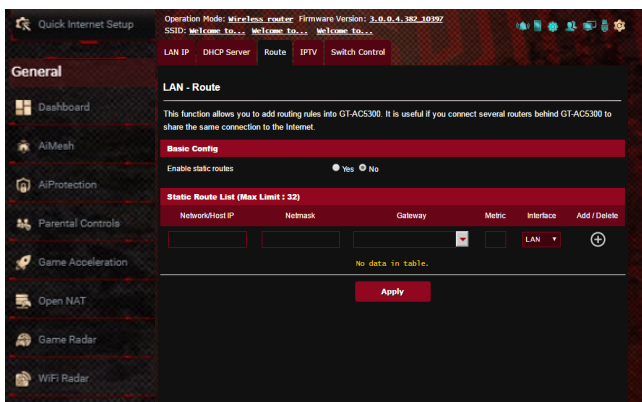 Quick Internet Setup
General
Dashboard
AiMesh
AiProtection
Parental Controls
Game Acceleration
Open NAT
Game Radar
WiFi Radar
Operation Mode: Wireless router Firmware Version: 3.0.0.4.382_10397
SSID: Welcome to... Welcome to... Welcome to...
LAN IP DHCP Server Route IPTV Switch Control
LAN - Route
This function allows you to add routing rules into GT-AC5300. It is useful if you connect several routers behind GT-AC5300 to
share the same connection to the Internet.
Basic Config
Enable static routes Yes No
Static Route List (Max Limit : 32)
Network/Host IP Netmask Gateway Metric Interface Add / Delete
LAN
No data in table.
Apply